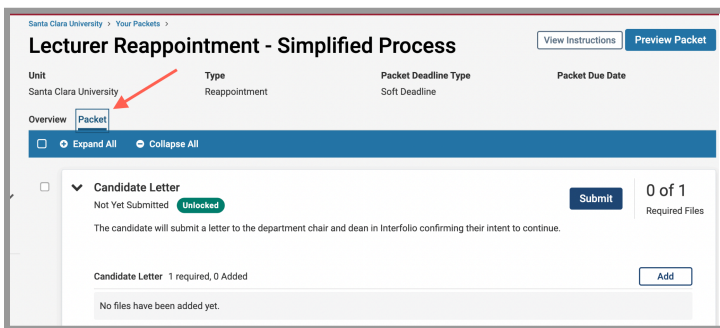 Santa Clara University > Your Packets >
Lecturer Reappointment - Simplified Process
View Instructions
Preview Packet
Unit
Type
Packet Deadline Type
Packet Due Date
Santa Clara University
Reappointment
Soft Deadline
Overview
Packet
Expand All
Collapse All
Candidate Letter
Not Yet Submitted
Unlocked
Submit
0 of 1
Required Files
The candidate will submit a letter to the department chair and dean in Interfolio confirming their intent to continue.
Candidate Letter 1 required, 0 Added
Add
No files have been added yet.